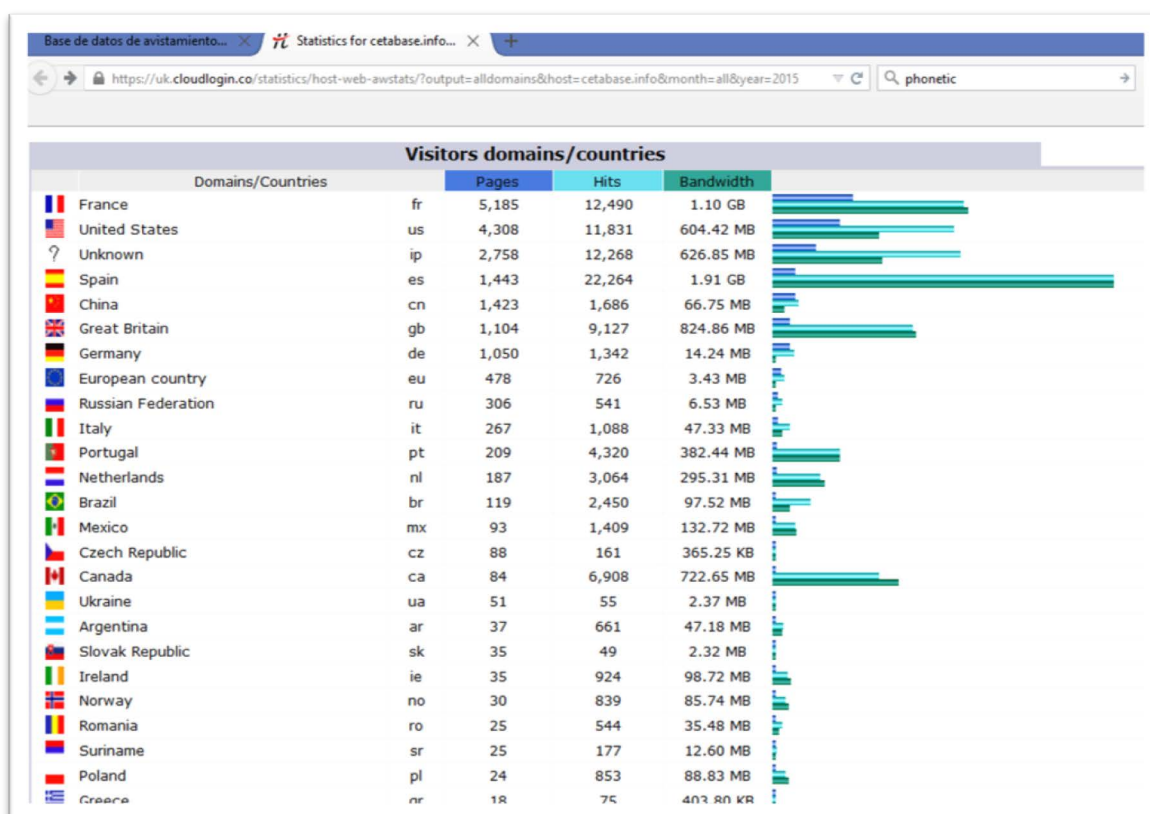 Base de datos de avistamiento... Statistics for cetabase.info...
https://uk.cloudlogin.co/statistics/host-web-awstats/?output=alldomains&host=cetabase.info&month=all&year=2015 phonetic
Visitors domains/countries
Domains/Countries Pages Hits Bandwidth
France fr 5,185 12,490 1.10 GB
United States us 4,308 11,831 604.42 MB
? Unknown ip 2,758 12,268 626.85 MB
Spain es 1,443 22,264 1.91 GB
China cn 1,423 1,686 66.75 MB
Great Britain gb 1,104 9,127 824.86 MB
Germany de 1,050 1,342 14.24 MB
European country eu 478 726 3.43 MB
Russian Federation ru 306 541 6.53 MB
Italy it 267 1,088 47.33 MB
Portugal pt 209 4,320 382.44 MB
Netherlands nl 187 3,064 295.31 MB
Brazil br 119 2,450 97.52 MB
Mexico mx 93 1,409 132.72 MB
Czech Republic cz 88 161 365.25 KB
Canada ca 84 6,908 722.65 MB
Ukraine ua 51 55 2.37 MB
Argentina ar 37 661 47.18 MB
Slovak Republic sk 35 49 2.32 MB
Ireland ie 35 924 98.72 MB
Norway no 30 839 85.74 MB
Romania ro 25 544 35.48 MB
Suriname sr 25 177 12.60 MB
Poland pl 24 853 88.83 MB
Greece gr 18 75 403.80 KB